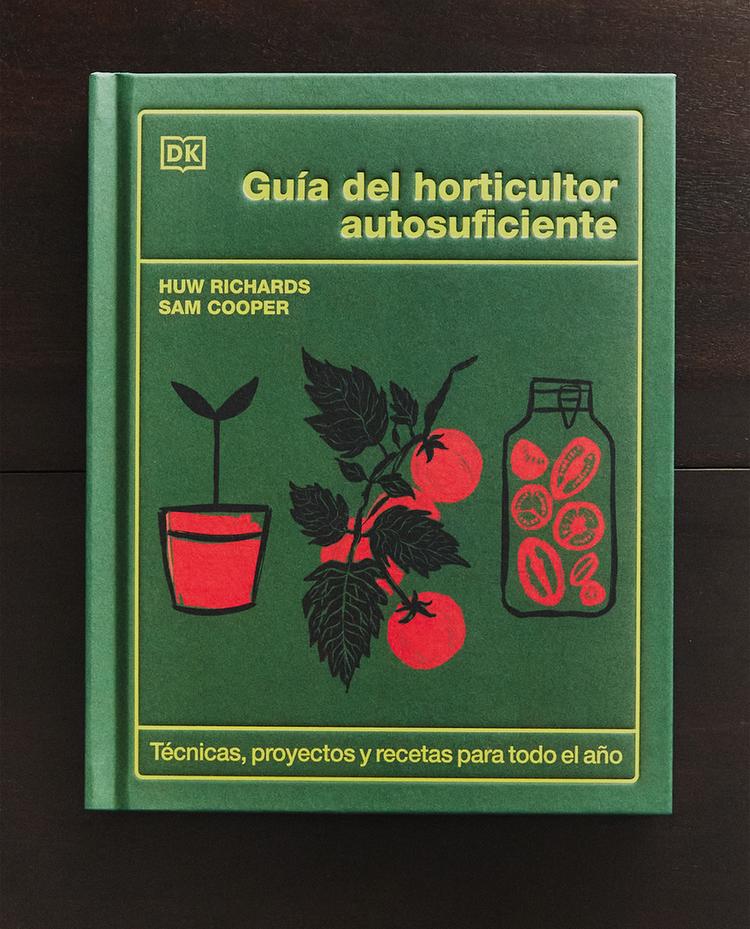 DK
Guía del horticultor
autosuficiente
HUW RICHARDS
SAM COOPER
Técnicas, proyectos y recetas para todo el año